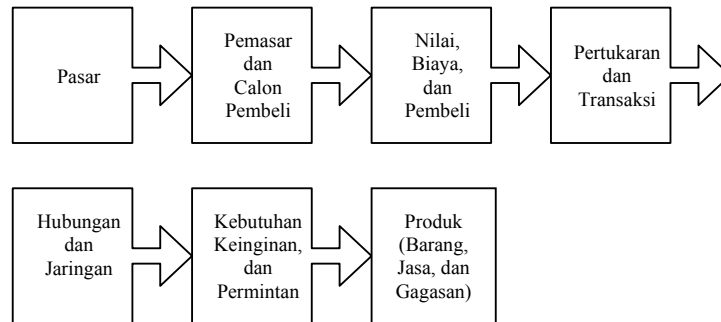 Pasar
Pemasar
dan
Calon
Pembeli
Nilai,
Biaya,
dan
Pembeli
Pertukaran
dan
Transaksi
Hubungan
dan
Jaringan
Kebutuhan
Keinginan,
dan
Permintan
Produk
(Barang,
Jasa, dan
Gagasan)